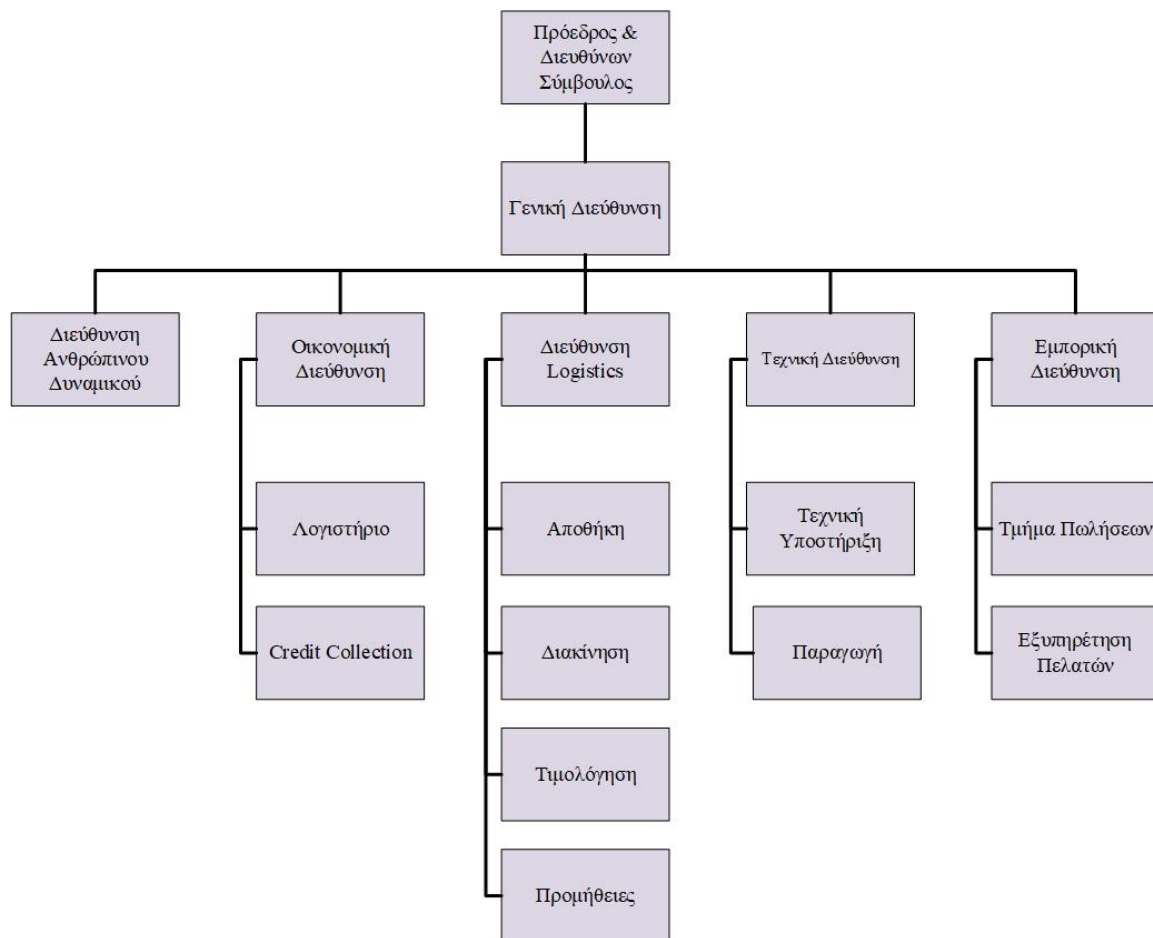 Πρόεδρος &
Διευθύνων
Σύμβουλος
Γενική Διεύθυνση
Διεύθυνση
Ανθρώπινου
Δυναμικού
Οικονομική
Διεύθυνση
Διεύθυνση
Logistics
Τεχνική Διεύθυνση
Εμπορική
Διεύθυνση
Λογιστήριο
Αποθήκη
Τεχνική
Υποστήριξη
Τμήμα Πωλήσεων
Credit Collection
Διακίνηση
Παραγωγή
Εξυπηρέτηση
Πελατών
Τιμολόγηση
Προμήθειες